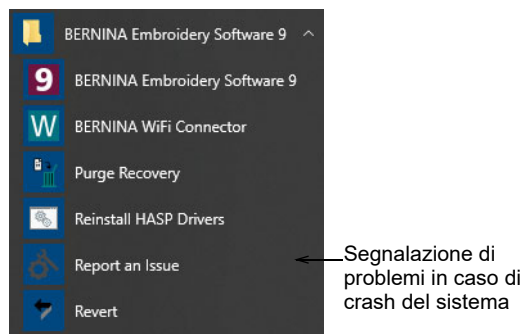 BERNINA Embroidery Software 9
9 BERNINA Embroidery Software 9
W BERNINA WiFi Connector
Purge Recovery
Reinstall HASP Drivers
Report an Issue
Segnalazione di
problemi in caso di
crash del sistema
Revert